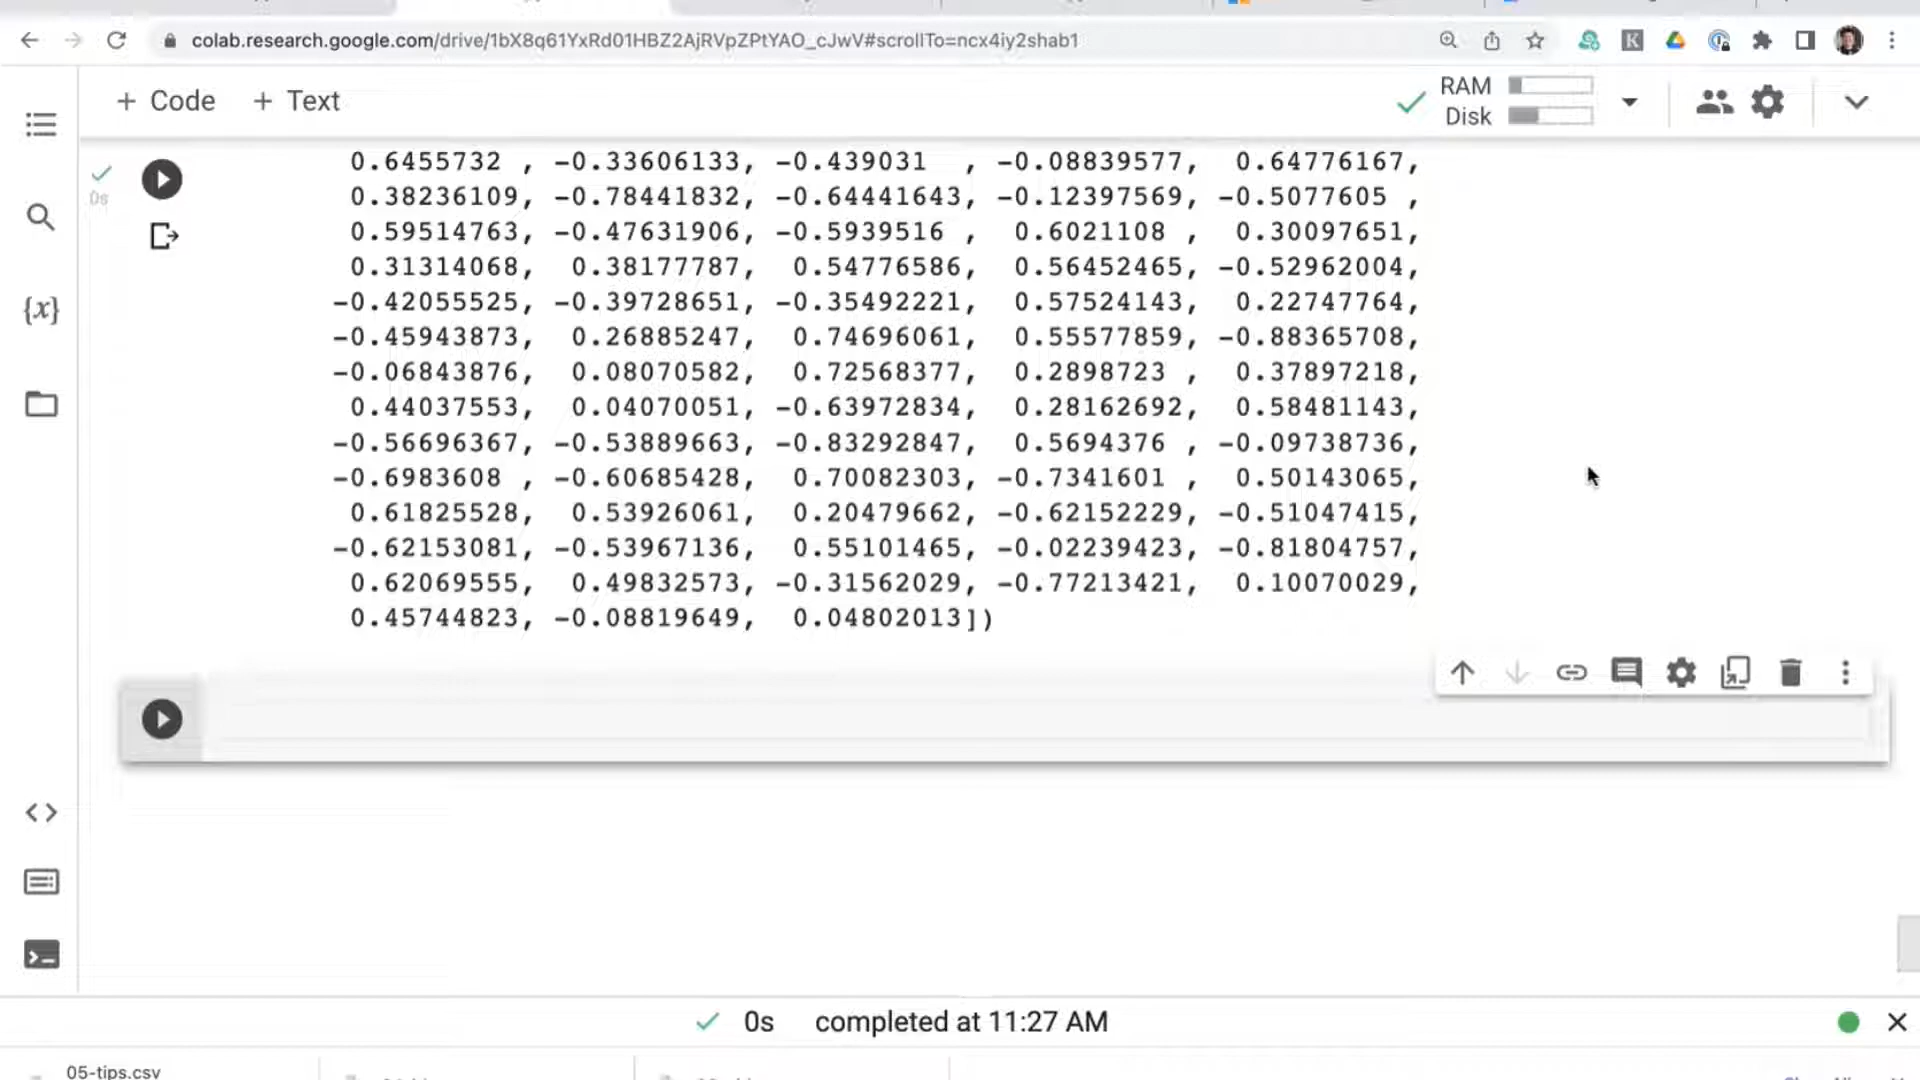 colab.research.google.com/drive/1bX8q61YxRd01HBZ2AjRVpZPtYAO_cJwV#scrollTo=ncx4iy2shab1
+ Code + Text
RAM
Disk
0s
0.6455732 , -0.33606133, -0.439031 , -0.08839577, 0.64776167,
0.38236109, -0.78441832, -0.64441643, -0.12397569, -0.5077605 ,
0.59514763, -0.47631906, -0.5939516 , 0.6021108 , 0.30097651,
0.31314068, 0.38177787, 0.54776586, 0.56452465, -0.52962004,
-0.42055525, -0.39728651, -0.35492221, 0.57524143, 0.22747764,
-0.45943873, 0.26885247, 0.74696061, 0.55577859, -0.88365708,
-0.06843876, 0.08070582, 0.72568377, 0.2898723 , 0.37897218,
0.44037553, 0.04070051, -0.63972834, 0.28162692, 0.58481143,
-0.56696367, -0.53889663, -0.83292847, 0.5694376 , -0.09738736,
-0.6983608 , -0.60685428, 0.70082303, -0.7341601 , 0.50143065,
0.61825528, 0.53926061, 0.20479662, -0.62152229, -0.51047415,
-0.62153081, -0.53967136, 0.55101465, -0.02239423, -0.81804757,
0.62069555, 0.49832573, -0.31562029, -0.77213421, 0.10070029,
0.45744823, -0.08819649, 0.04802013])
{x}
0s completed at 11:27 AM
05-tips.csv